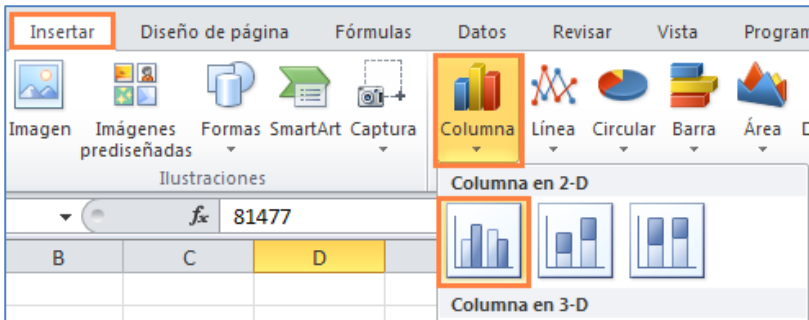 Insertar Diseño de página Fórmulas Datos Revisar Vista Program
Imagen Imágenes prediseñadas Formas SmartArt Captura Columna Línea Circular Barra Área
Ilustraciones
Columna en 2-D
fx 81477
B C D
Columna en 3-D